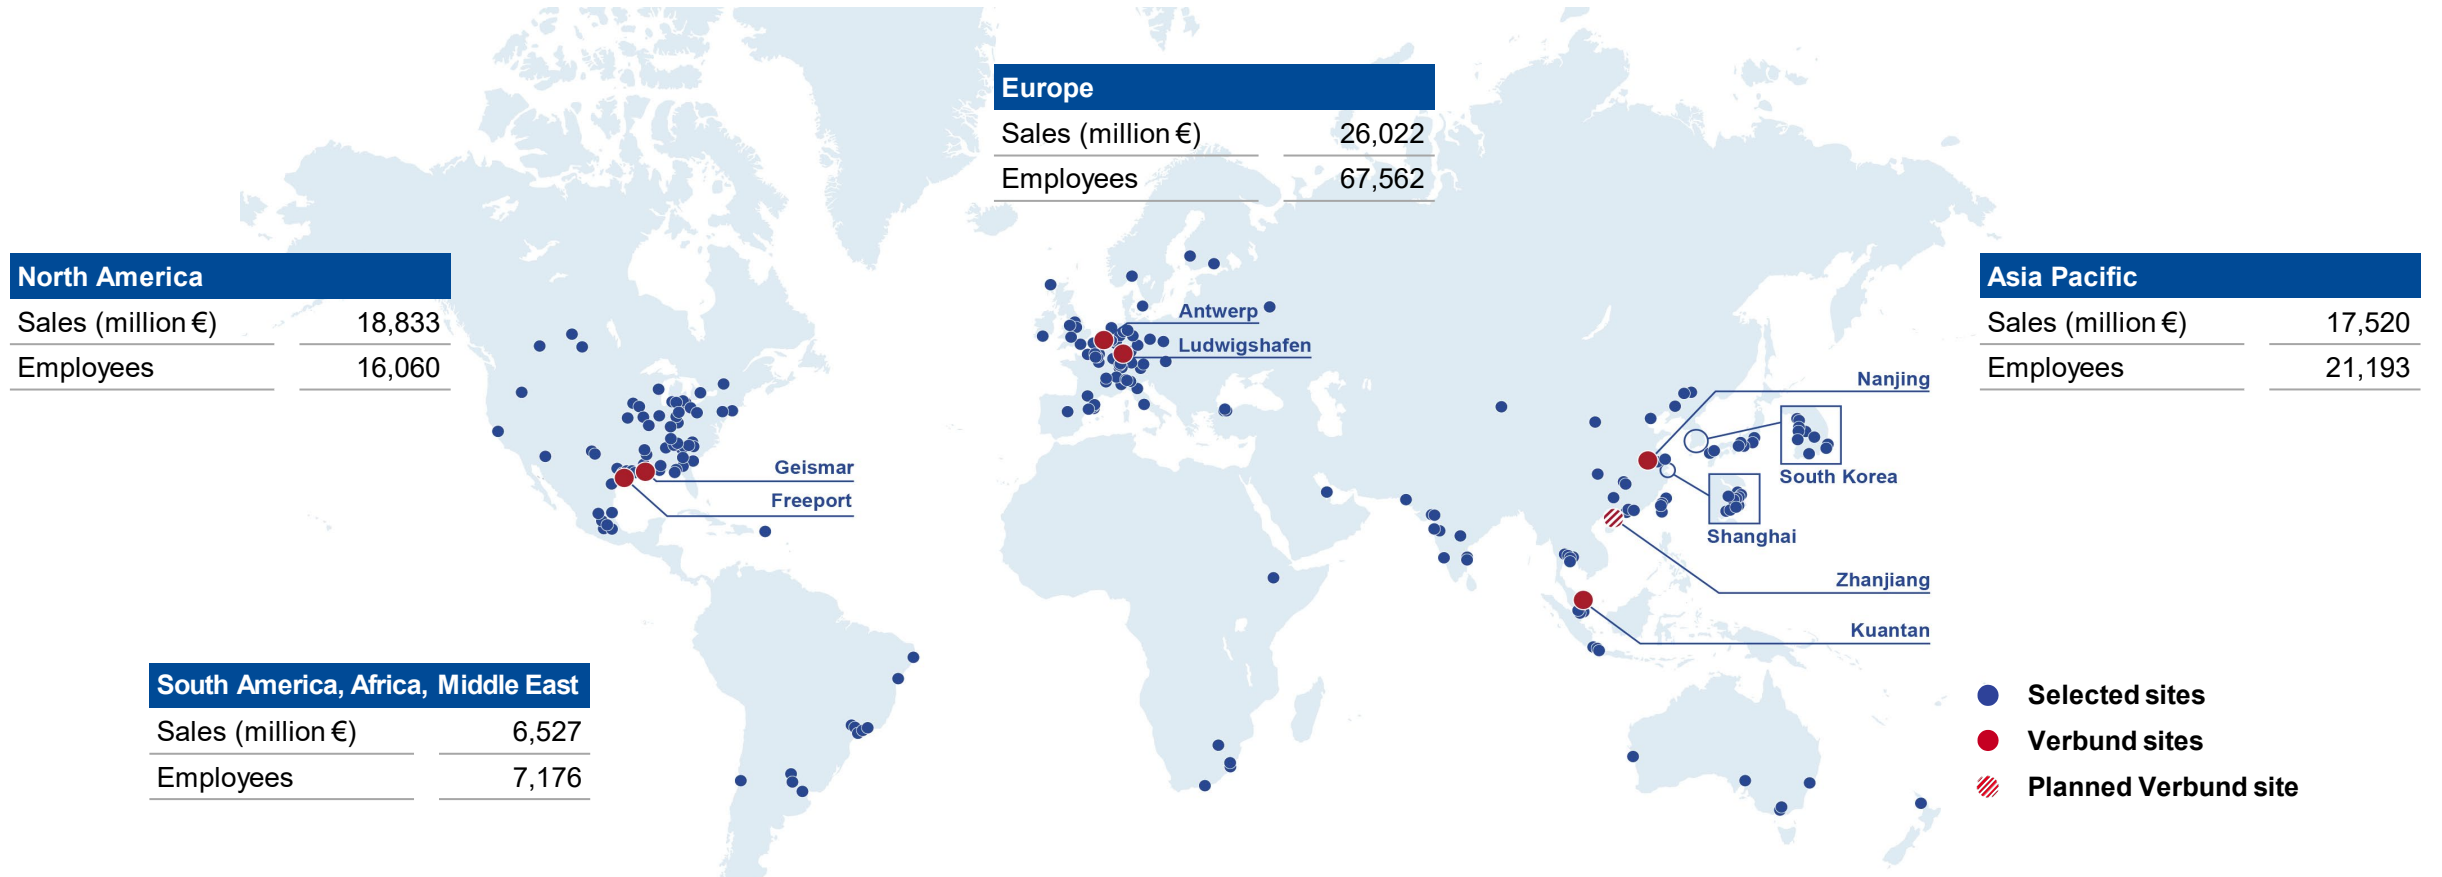 Europe
Sales (million €) 26,022
Employees 67,562
North America
Sales (million €) 18,833
Employees 16,060
Asia Pacific
Sales (million €) 17,520
Employees 21,193
Antwerp
Ludwigshafen
Nanjing
South Korea
Shanghai
Zhanjiang
Kuantan
Geismar
Freeport
South America, Africa, Middle East
Sales (million €) 6,527
Employees 7,176
Selected sites
Verbund sites
Planned Verbund site